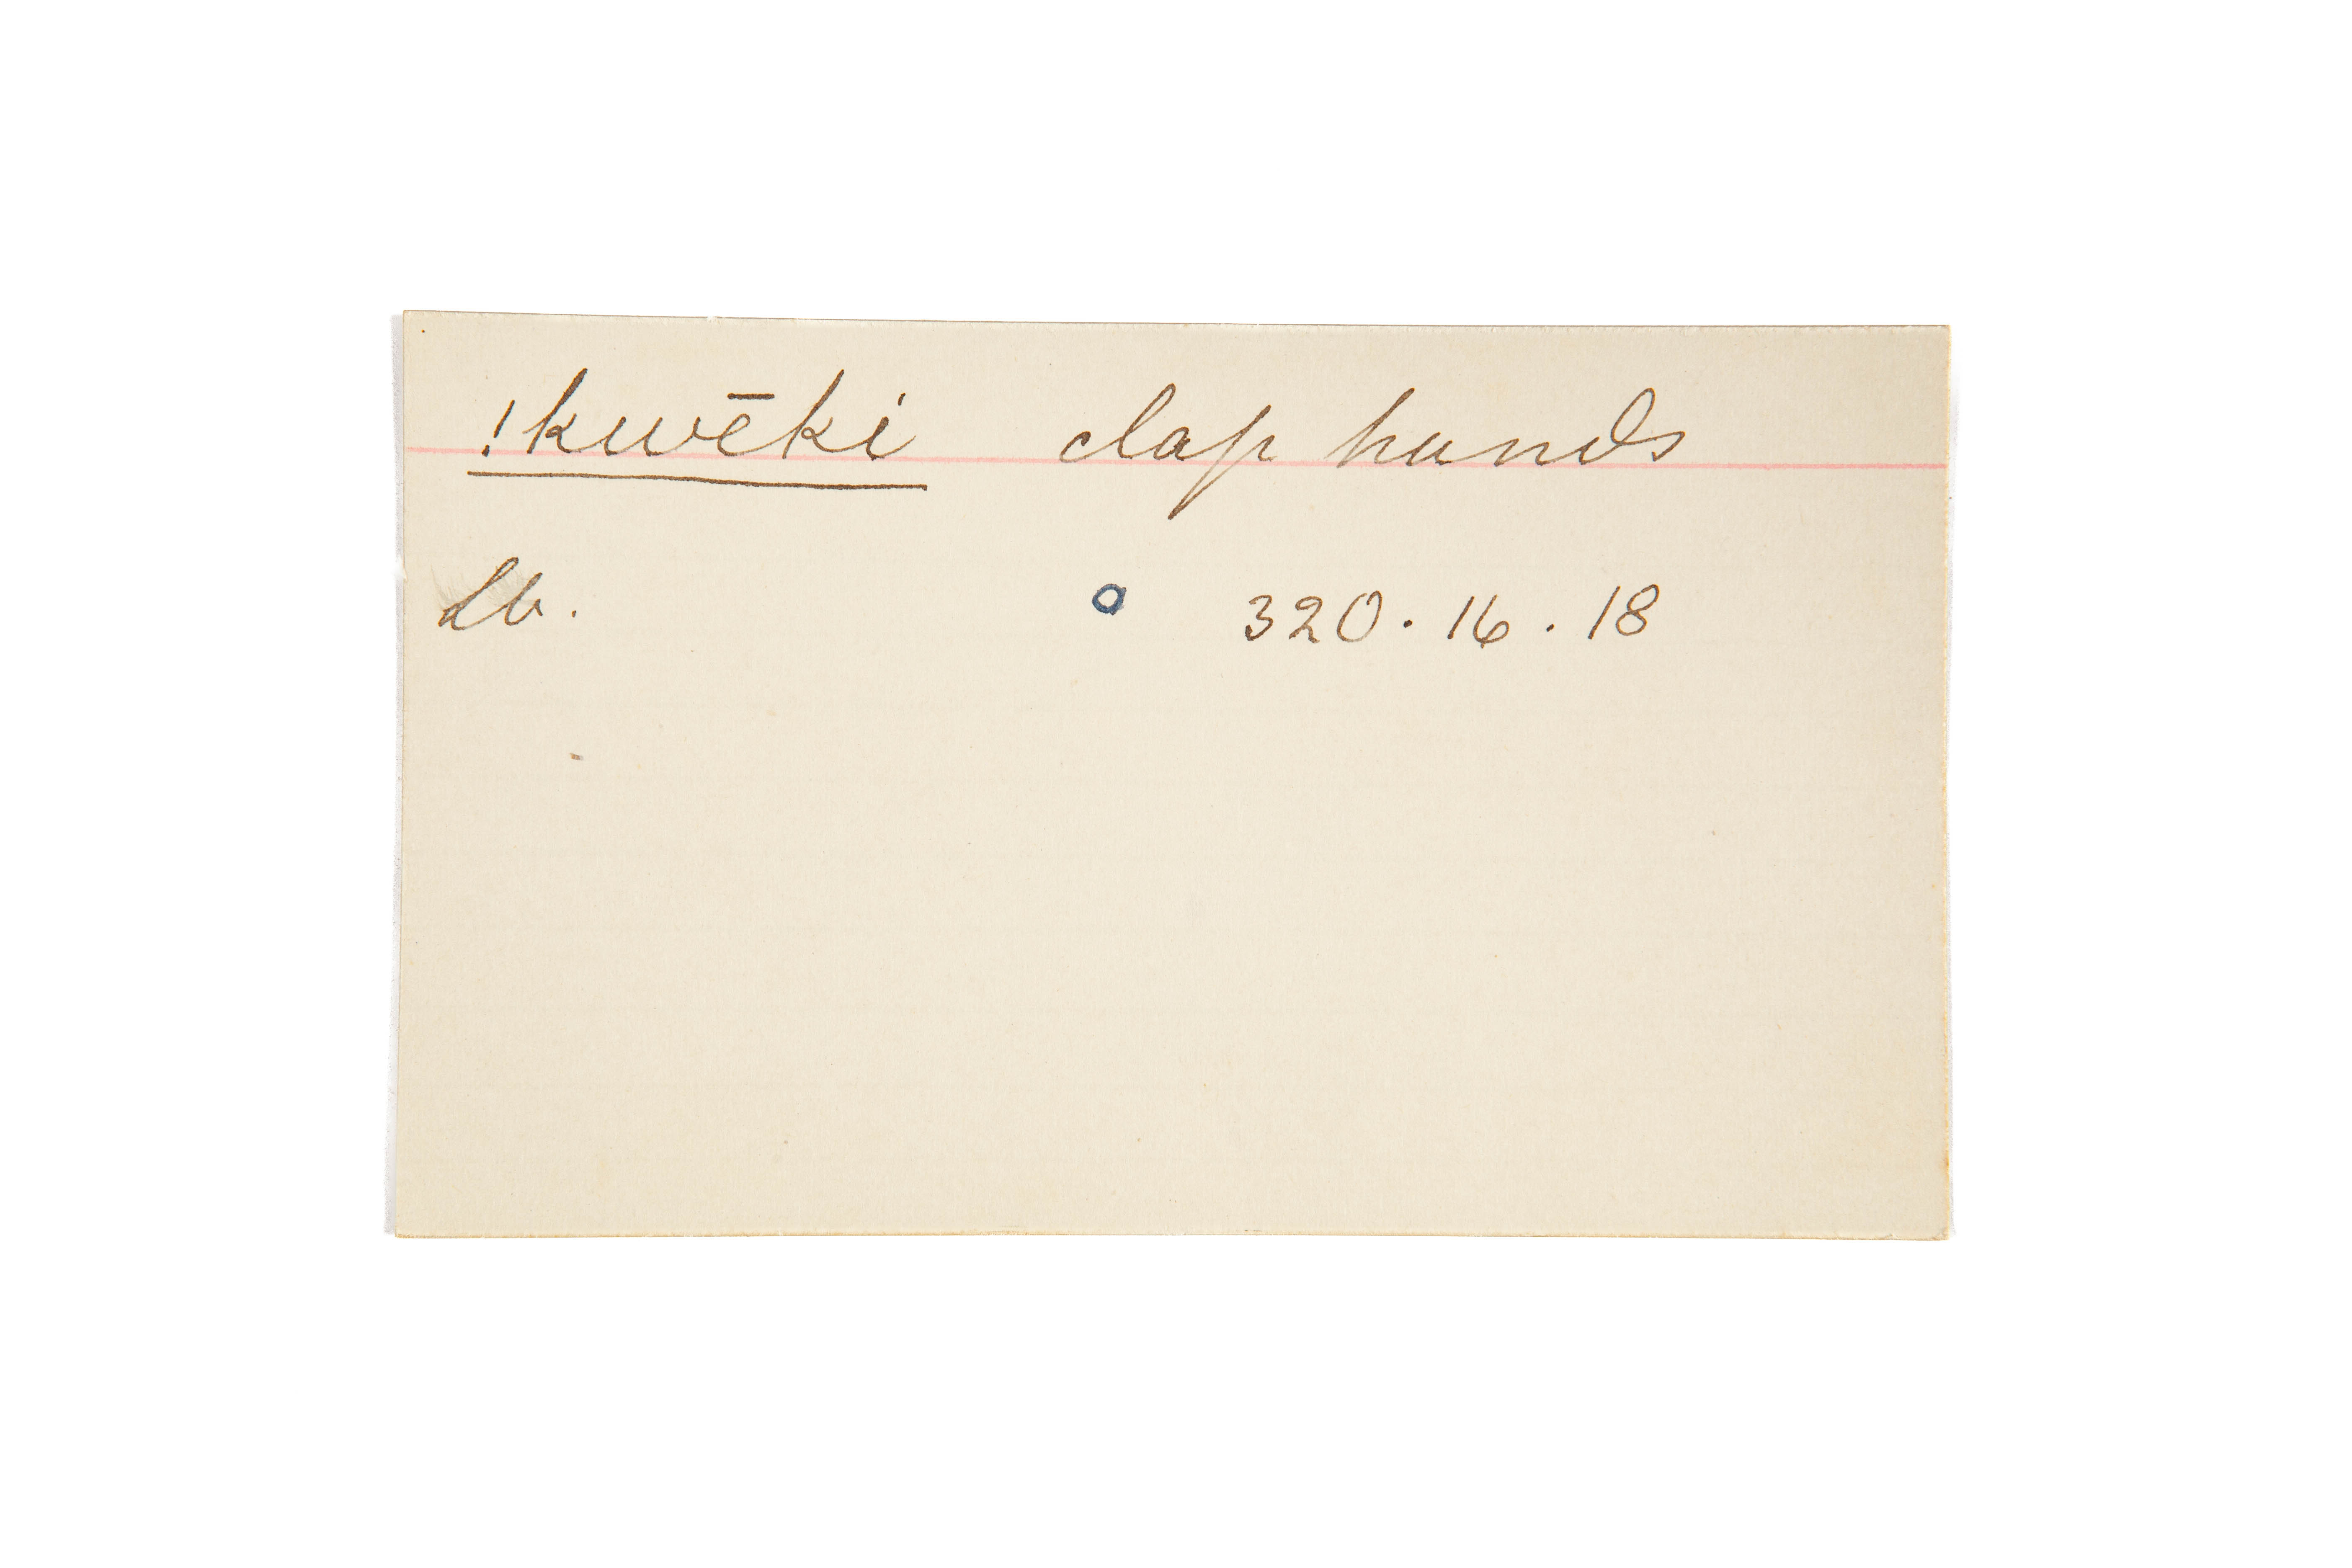 !kwēki clap hands
Lb. o 320 . 16 . 18